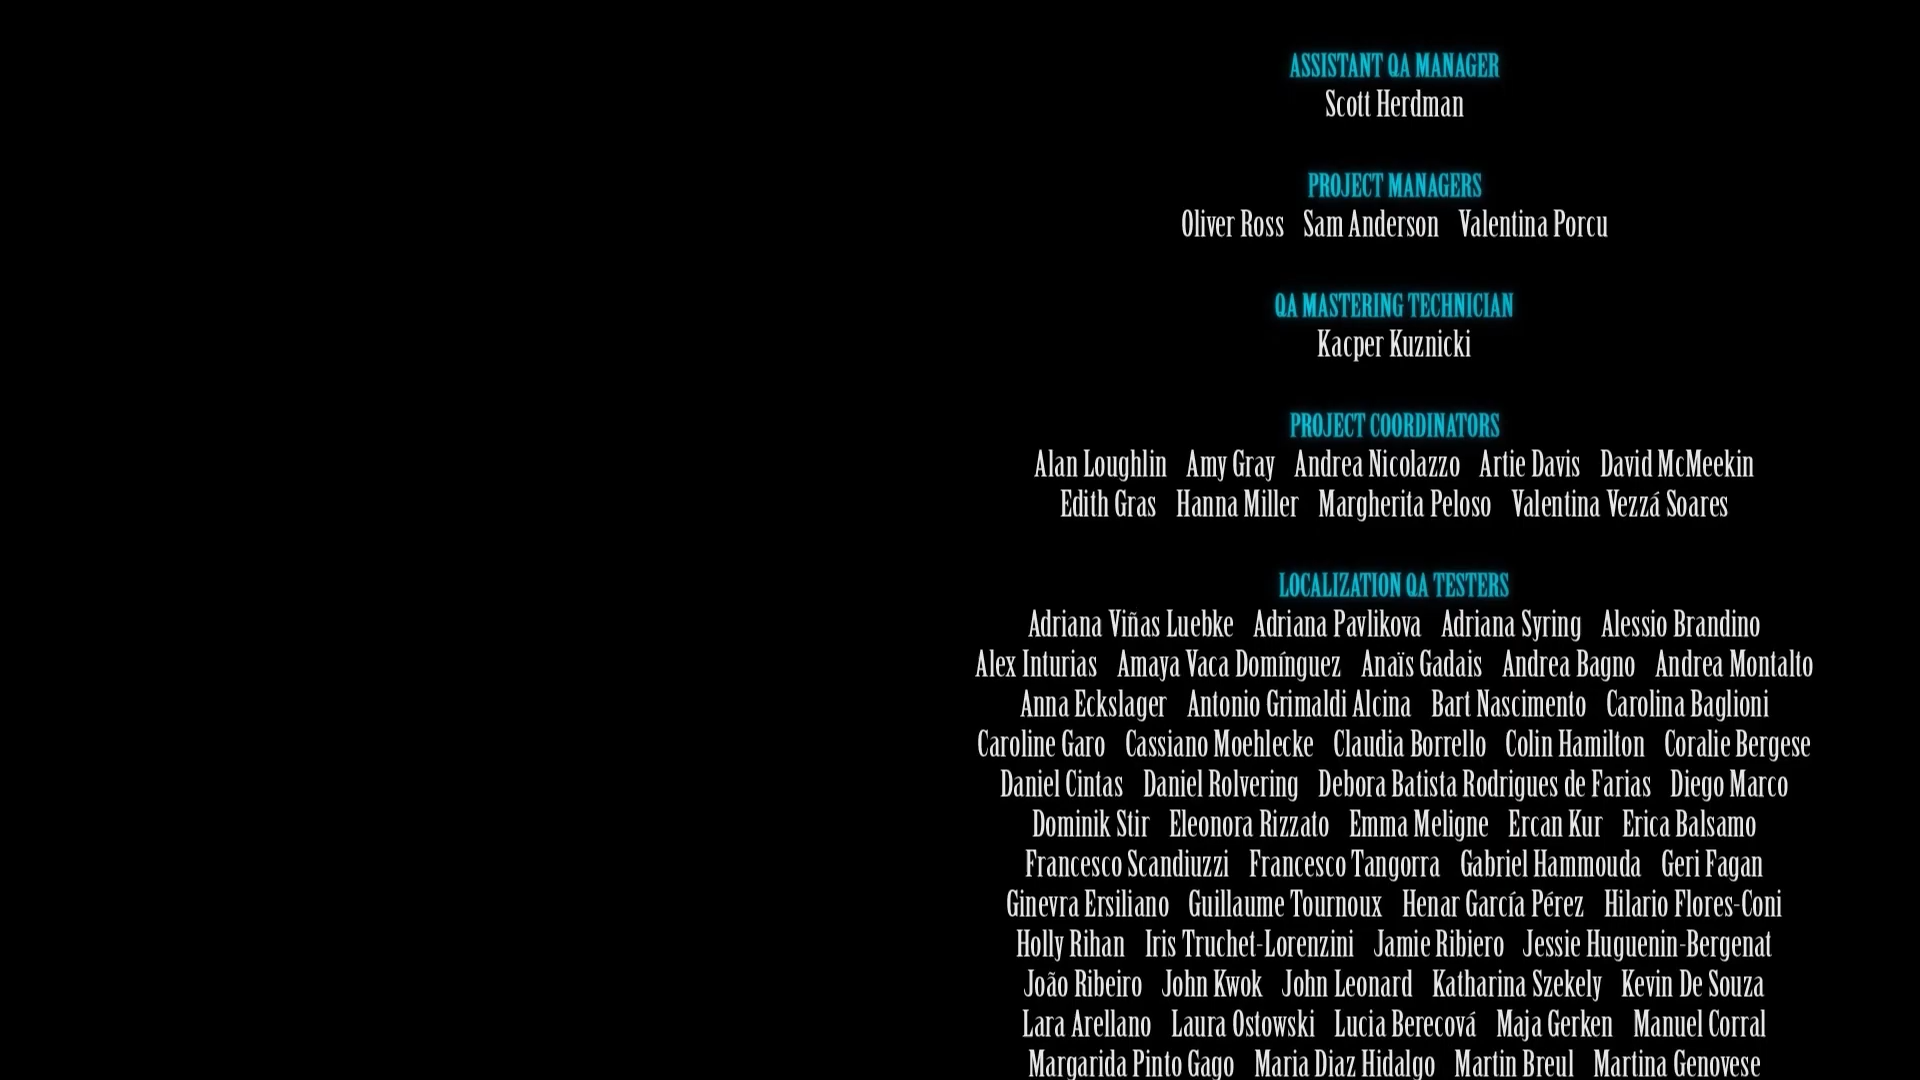 ASSISTANT QA MANAGER
Scott Herdman
PROJECT MANAGERS
Oliver Ross Sam Anderson Valentina Porcu
QA MASTERING TECHNICIAN
Kacper Kuznicki
PROJECT COORDINATORS
Alan Loughlin Amy Gray Andrea Nicolazzo Artie Davis David McMeekin
Edith Gras Hanna Miller Margherita Peloso Valentina Vezzá Soares
LOCALIZATION QA TESTERS
Adriana Viñas Luebke Adriana Pavlikova Adriana Syring Alessio Brandino
Alex Inturias Amaya Vaca Domínguez Anaïs Gadais Andrea Bagno Andrea Montalto
Anna Eckslager Antonio Grimaldi Alcina Bart Nascimento Carolina Baglioni
Caroline Garo Cassiano Moehlecke Claudia Borrello Colin Hamilton Coralie Bergese
Daniel Cintas Daniel Rolvering Debora Batista Rodrigues de Farias Diego Marco
Dominik Stir Eleonora Rizzato Emma Meligne Ercan Kur Erica Balsamo
Francesco Scandiuzzi Francesco Tangorra Gabriel Hammouda Geri Fagan
Ginevra Ersiliano Guillaume Tournoux Henar García Pérez Hilario Flores-Coni
Holly Rihan Iris Truchet-Lorenzini Jamie Ribiero Jessie Huguenin-Bergenat
João Ribeiro John Kwok John Leonard Katharina Szekely Kevin De Souza
Lara Arellano Laura Ostowski Lucia Berecová Maja Gerken Manuel Corral
Margarida Pinto Gago Maria Diaz Hidalgo Martin Breul Martina Genovese